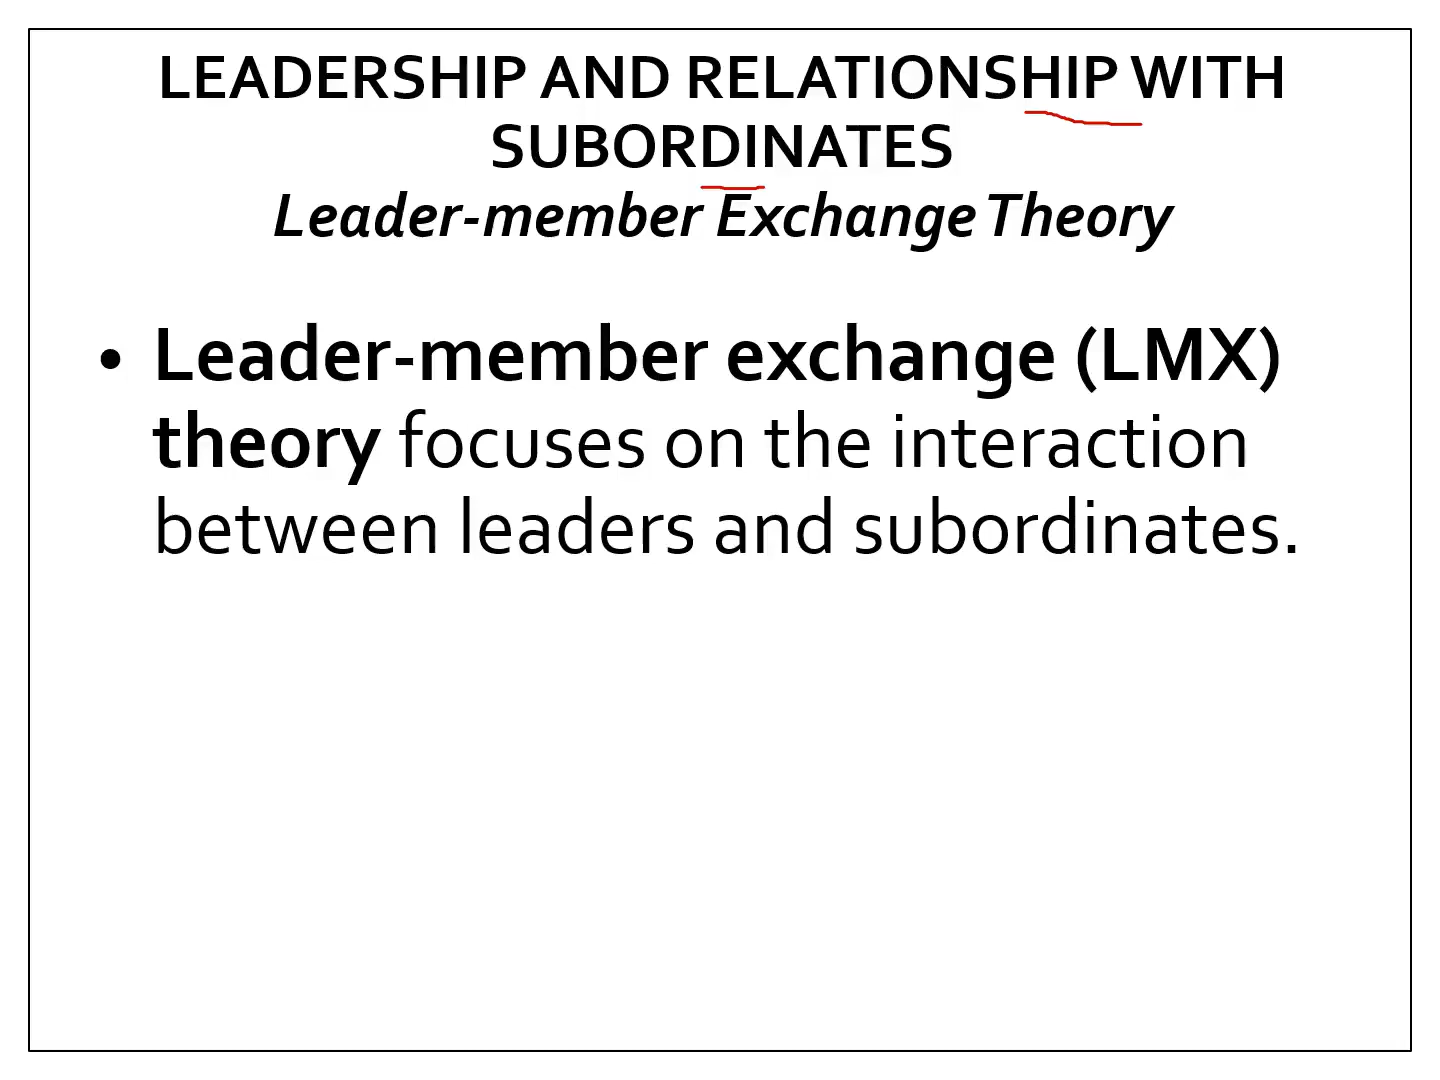 LEADERSHIP AND RELATIONSHIP WITH
SUBORDINATES
Leader-member Exchange Theory
• Leader-member exchange (LMX)
theory focuses on the interaction
between leaders and subordinates.